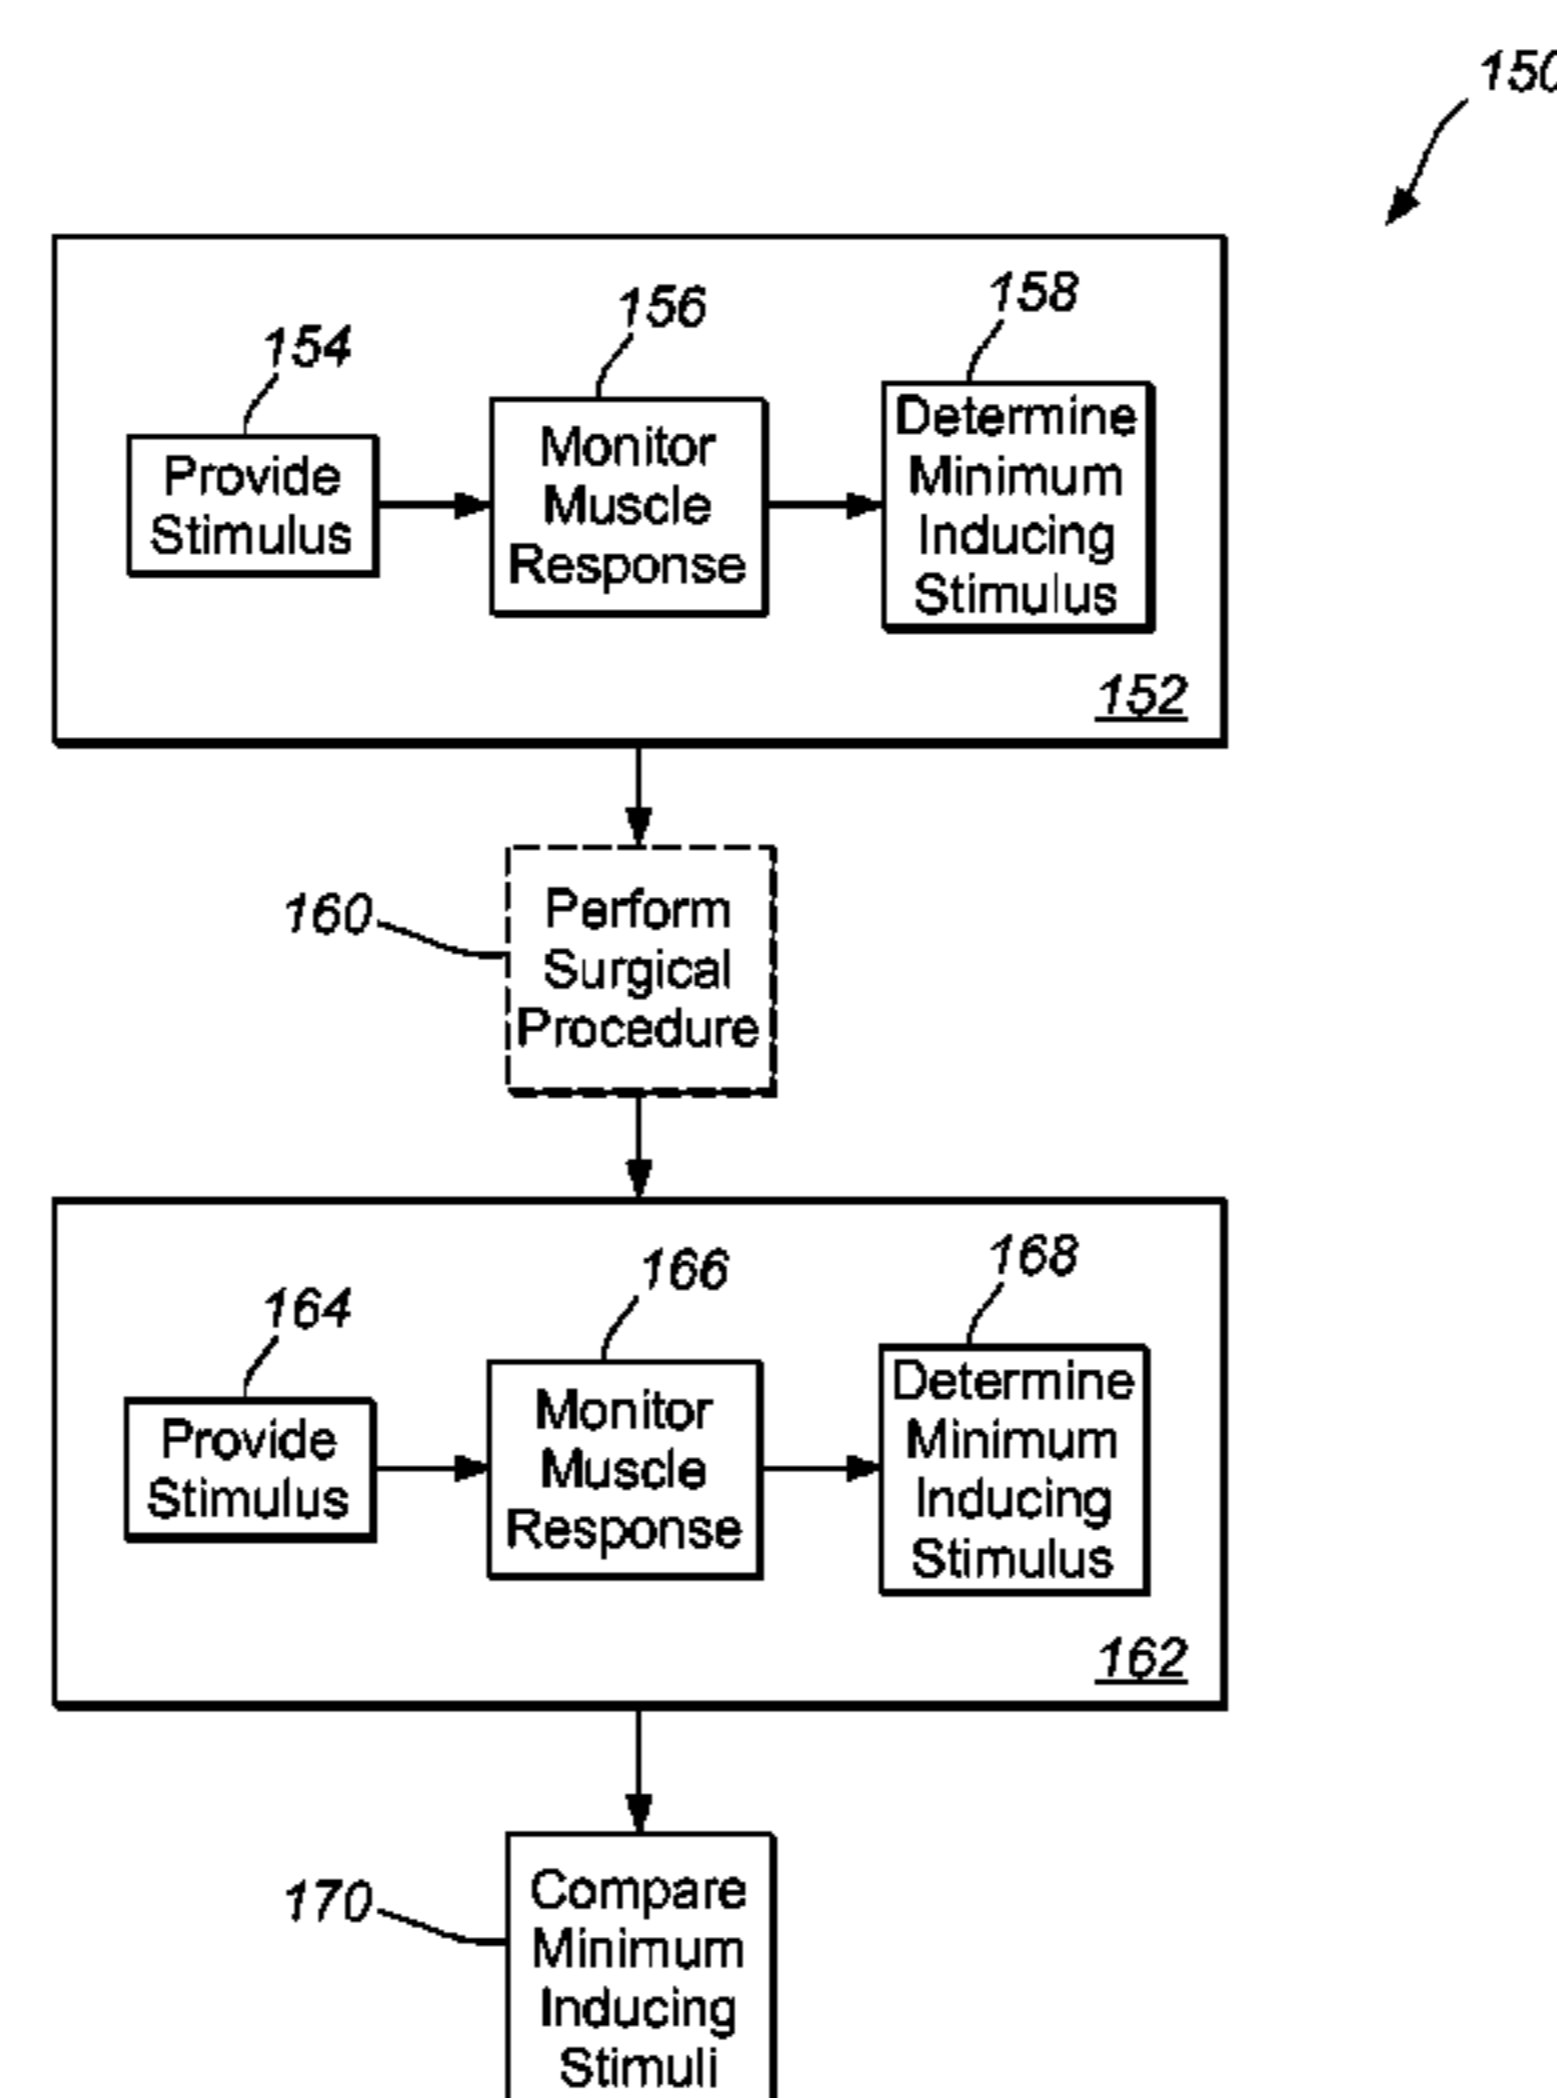 150
154
156
158
Provide
Stimulus
Monitor
Muscle
Response
Determine
Minimum
Inducing
Stimulus
152
160
Perform
Surgical
Procedure
164
166
168
Provide
Stimulus
Monitor
Muscle
Response
Determine
Minimum
Inducing
Stimulus
162
170
Compare
Minimum
Inducing
Stimuli